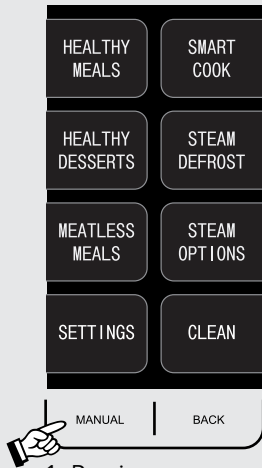 HEALTHY
MEALS
SMART
COOK
HEALTHY
DESSERTS
STEAM
DEFROST
MEATLESS
MEALS
STEAM
OPTIONS
SETTINGS
CLEAN
MANUAL
BACK